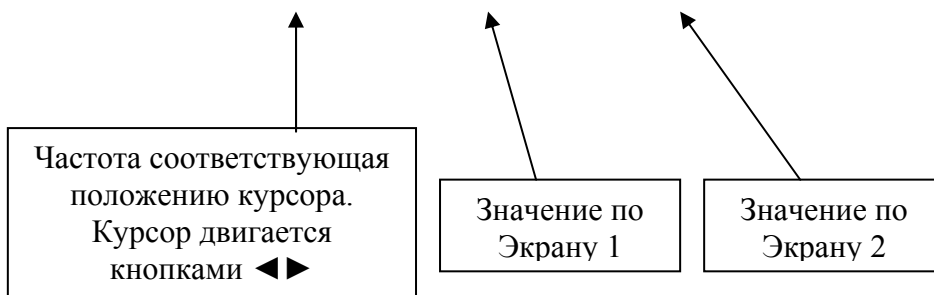 Частота соответствующая
положению курсора.
Курсор двигается
кнопками ◄►
Значение по
Экрану 1
Значение по
Экрану 2